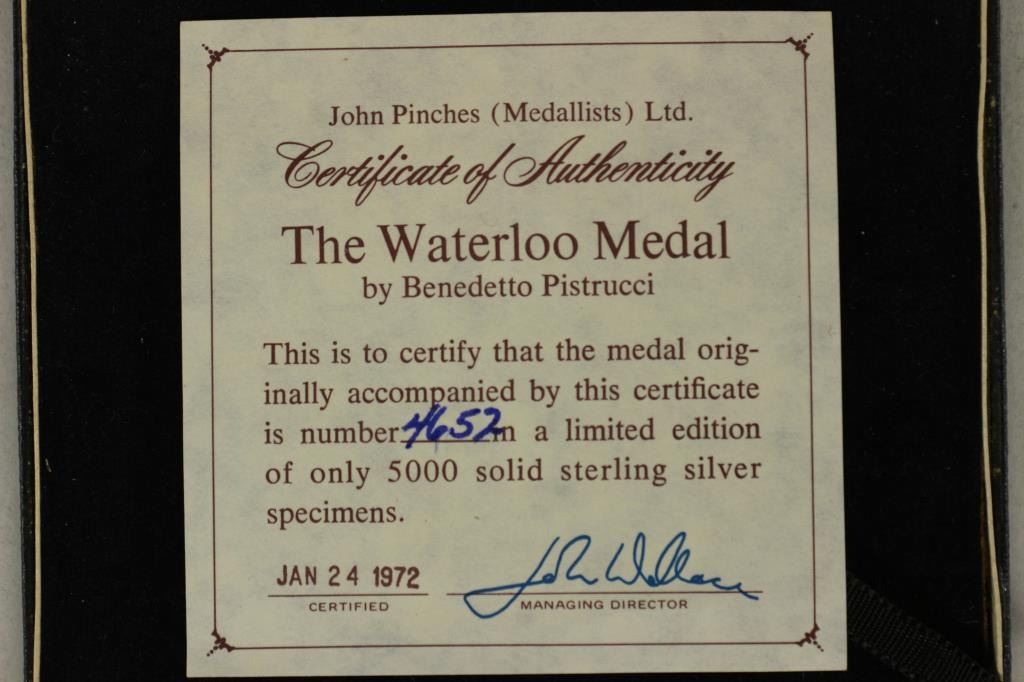 John Pinches (Medallists) Ltd.
Certificate of Authenticity
The Waterloo Medal
by Benedetto Pistrucci
This is to certify that the medal orig-
inally accompanied by this certificate
is number 4652 in a limited edition
of only 5000 solid sterling silver
specimens.
JAN 24 1972 John Wallace
CERTIFIED MANAGING DIRECTOR